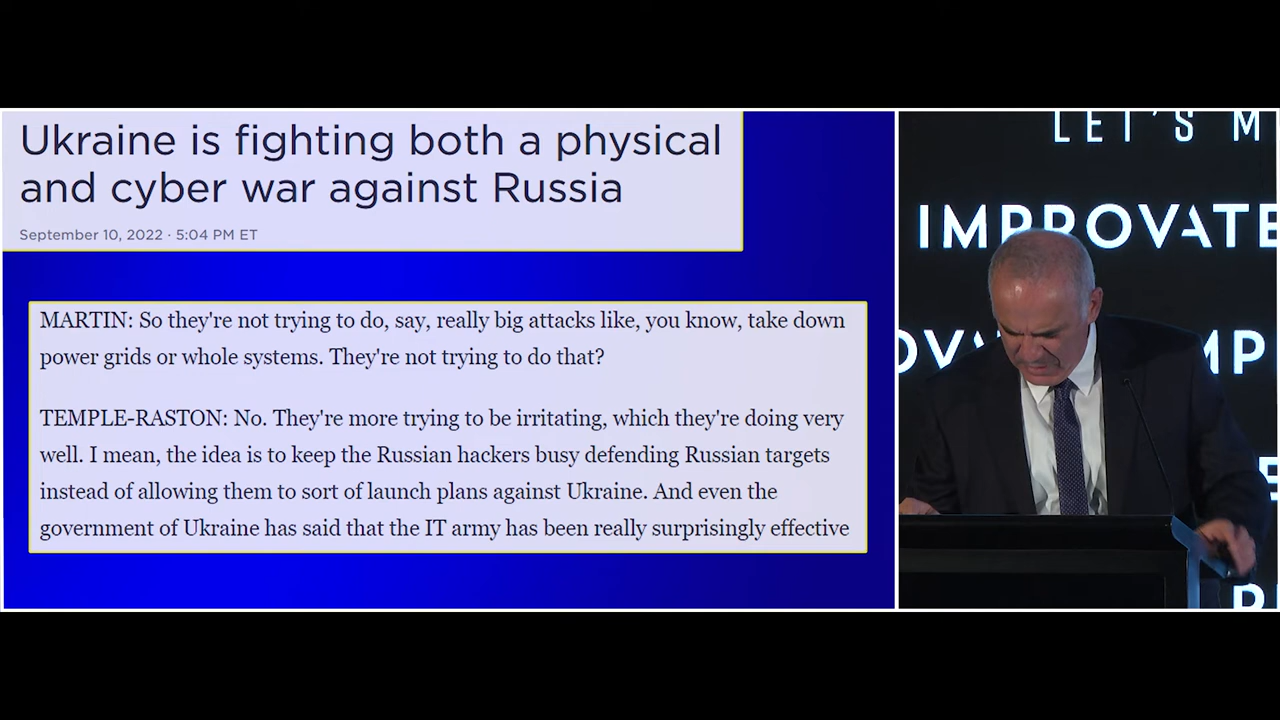 Ukraine is fighting both a physical
and cyber war against Russia
September 10, 2022 · 5:04 PM ET
MARTIN: So they're not trying to do, say, really big attacks like, you know, take down
power grids or whole systems. They're not trying to do that?
TEMPLE-RASTON: No. They're more trying to be irritating, which they're doing very
well. I mean, the idea is to keep the Russian hackers busy defending Russian targets
instead of allowing them to sort of launch plans against Ukraine. And even the
government of Ukraine has said that the IT army has been really surprisingly effective
LET'S M
IMPROVATE